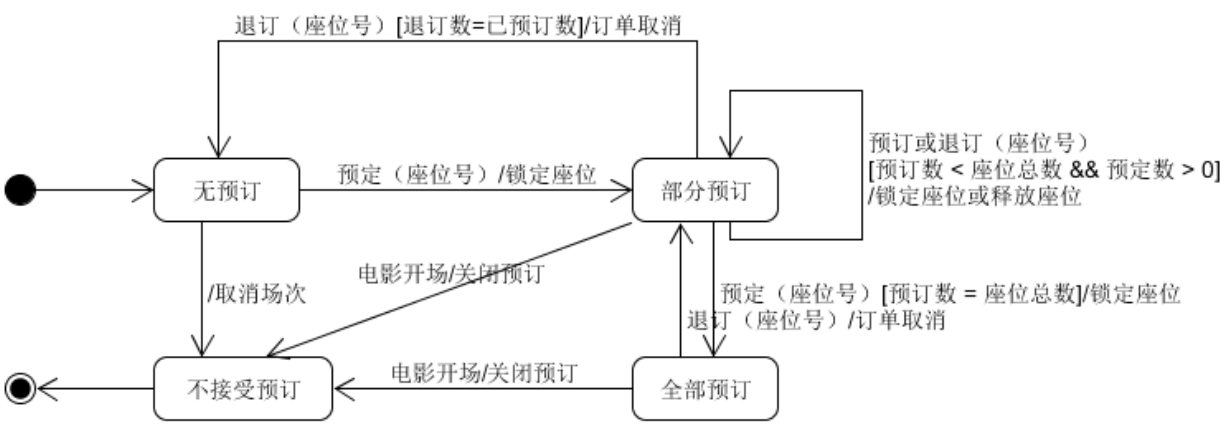 退订（座位号）[退订数=已预订数]/订单取消
预订或退订（座位号）
[预订数 < 座位总数 && 预定数 > 0]
/锁定座位或释放座位
预定（座位号）/锁定座位
无预订
部分预订
电影开场/关闭预订
/取消场次
预定（座位号）[预订数 = 座位总数]/锁定座位
退订（座位号）/订单取消
电影开场/关闭预订
不接受预订
全部预订